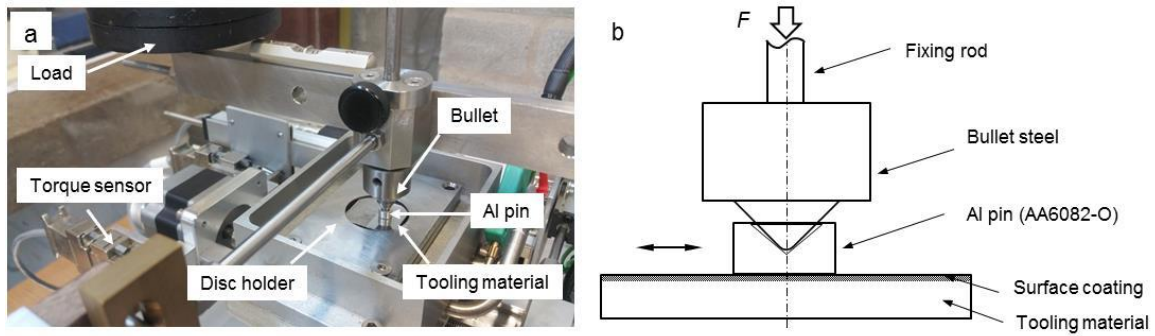 a
Load
Bullet
Torque sensor
Al pin
Disc holder
Tooling material
b
F
Fixing rod
Bullet steel
Al pin (AA6082-O)
Surface coating
Tooling material